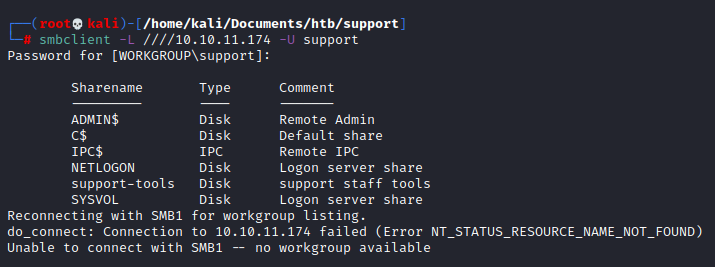 ┌──(root💀kali)-[/home/kali/Documents/htb/support]
└─# smbclient -L ////10.10.11.174 -U support
Password for [WORKGROUP\support]:
Sharename Type Comment
--------- ---- -------
ADMIN$ Disk Remote Admin
C$ Disk Default share
IPC$ IPC Remote IPC
NETLOGON Disk Logon server share
support-tools Disk support staff tools
SYSVOL Disk Logon server share
Reconnecting with SMB1 for workgroup listing.
do_connect: Connection to 10.10.11.174 failed (Error NT_STATUS_RESOURCE_NAME_NOT_FOUND)
Unable to connect with SMB1 -- no workgroup available